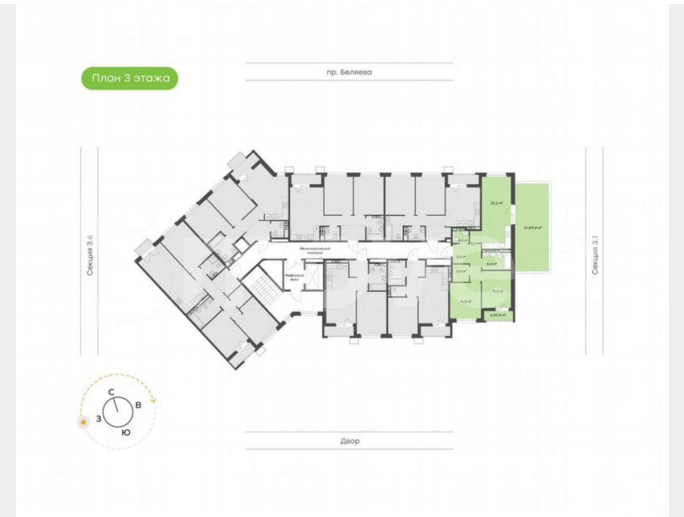 План 3 этажа
пр. Беляева
Секция 3.6
Секция 3.1
Межквартирный
коридор
Лифтовый
холл
С
В
З
Ю
Двор